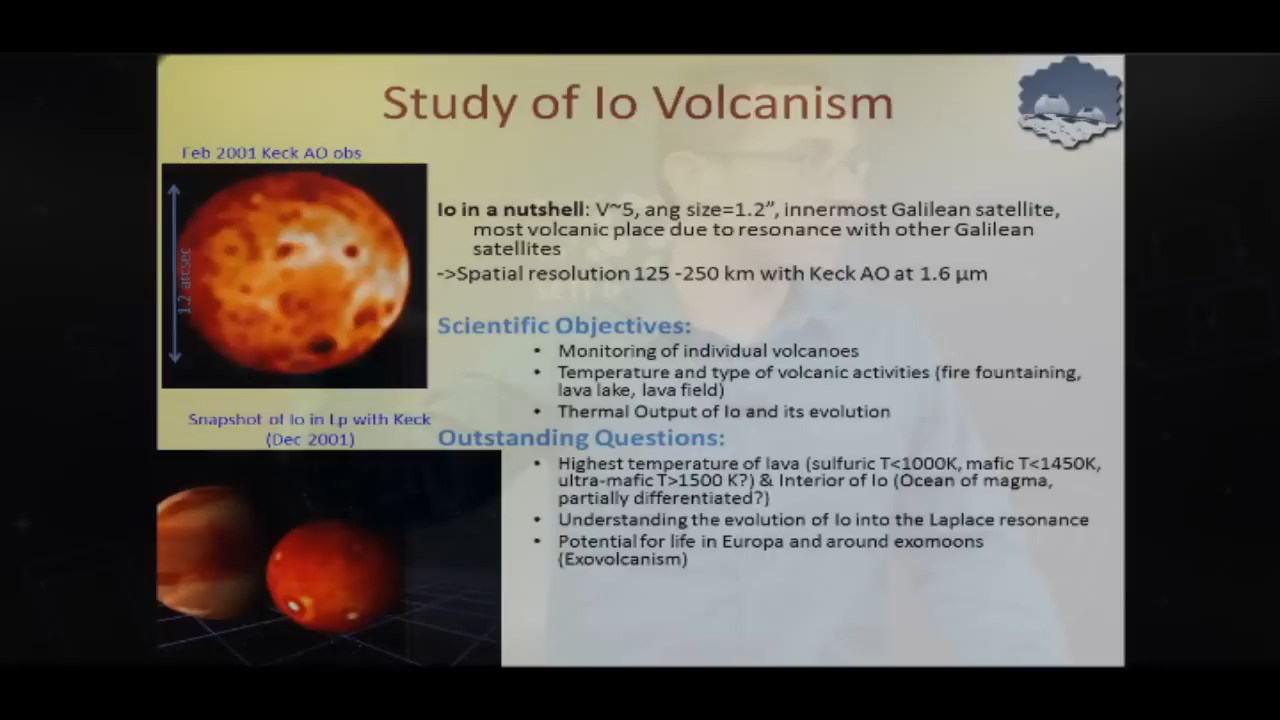 Study of Io Volcanism
Feb 2001 Keck AO obs
1.2 arcsec
Io in a nutshell: V~5, ang size=1.2”, innermost Galilean satellite,
most volcanic place due to resonance with other Galilean
satellites
->Spatial resolution 125 -250 km with Keck AO at 1.6 µm
Scientific Objectives:
• Monitoring of individual volcanoes
• Temperature and type of volcanic activities (fire fountaining,
lava lake, lava field)
• Thermal Output of Io and its evolution
Snapshot of Io in Lp with Keck
(Dec 2001)
Outstanding Questions:
• Highest temperature of lava (sulfuric T<1000K, mafic T<1450K,
ultra-mafic T>1500 K?) & Interior of Io (Ocean of magma,
partially differentiated?)
• Understanding the evolution of Io into the Laplace resonance
• Potential for life in Europa and around exomoons
(Exovolcanism)